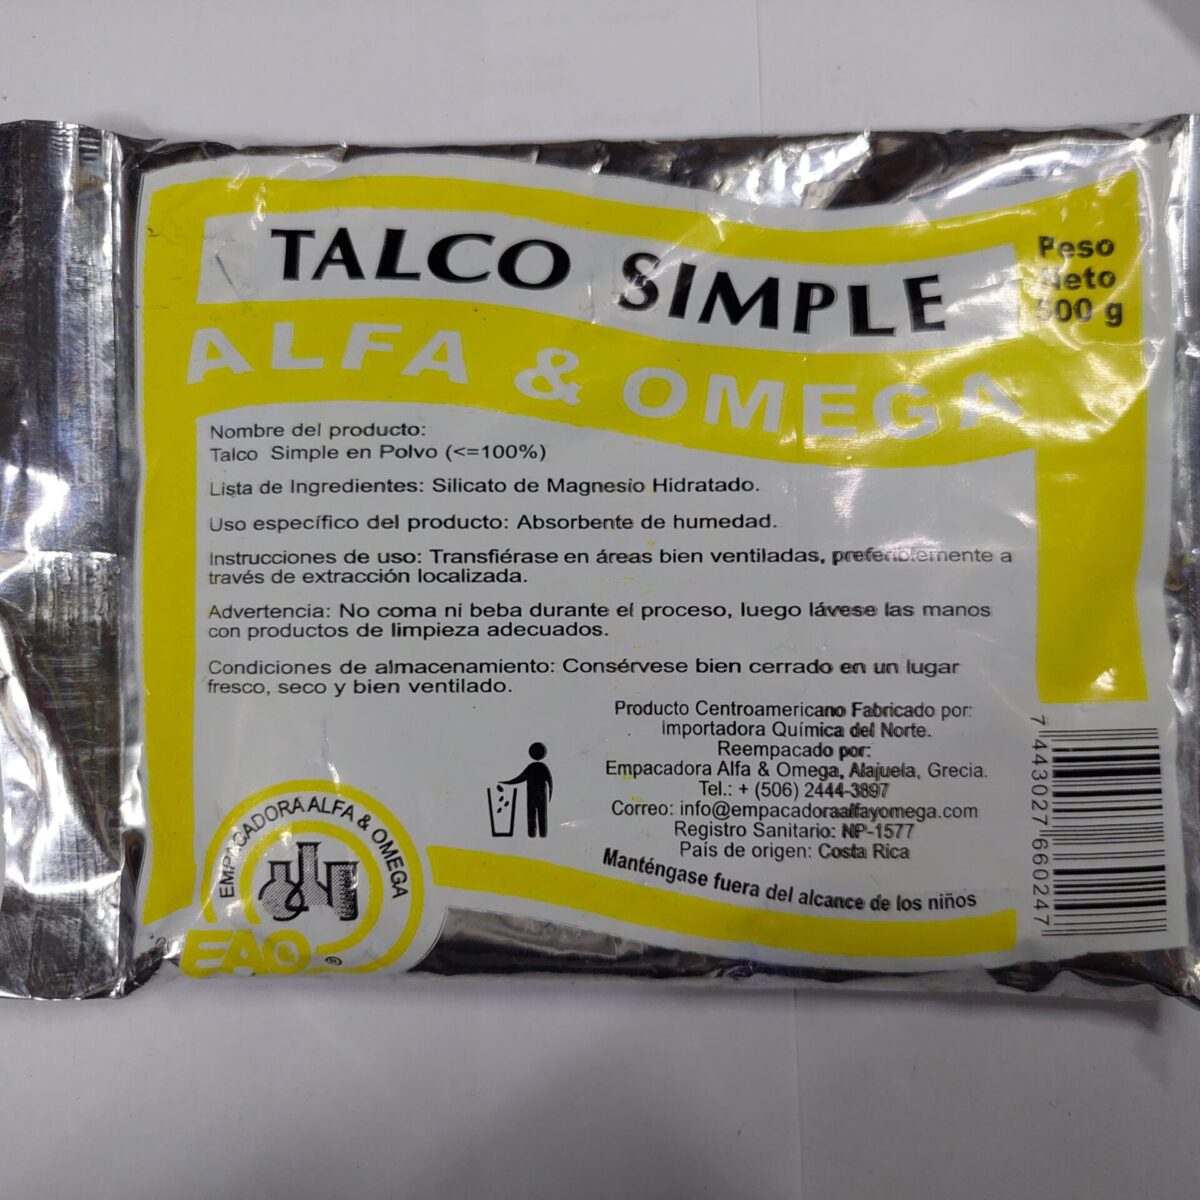 TALCO SIMPLE
Peso
Neto
500 g
ALFA & OMEGA
Nombre del producto:
Talco Simple en Polvo (<=100%)
Lista de Ingredientes: Silicato de Magnesio Hidratado.
Uso específico del producto: Absorbente de humedad.
Instrucciones de uso: Transfiérase en áreas bien ventiladas, preferiblemente a
través de extracción localizada.
Advertencia: No coma ni beba durante el proceso, luego lávese las manos
con productos de limpieza adecuados.
Condiciones de almacenamiento: Consérvese bien cerrado en un lugar
fresco, seco y bien ventilado.
Producto Centroamericano Fabricado por:
Importadora Química del Norte.
Reempacado por:
Empacadora Alfa & Omega, Alajuela, Grecia.
Tel.: + (506) 2444-3897
Correo: info@empacadoraalfayomega.com
Registro Sanitario: NP-1577
País de origen: Costa Rica
Manténgase fuera del alcance de los niños
EMPACADORA ALFA & OMEGA
EAO ®
7 443027 660247